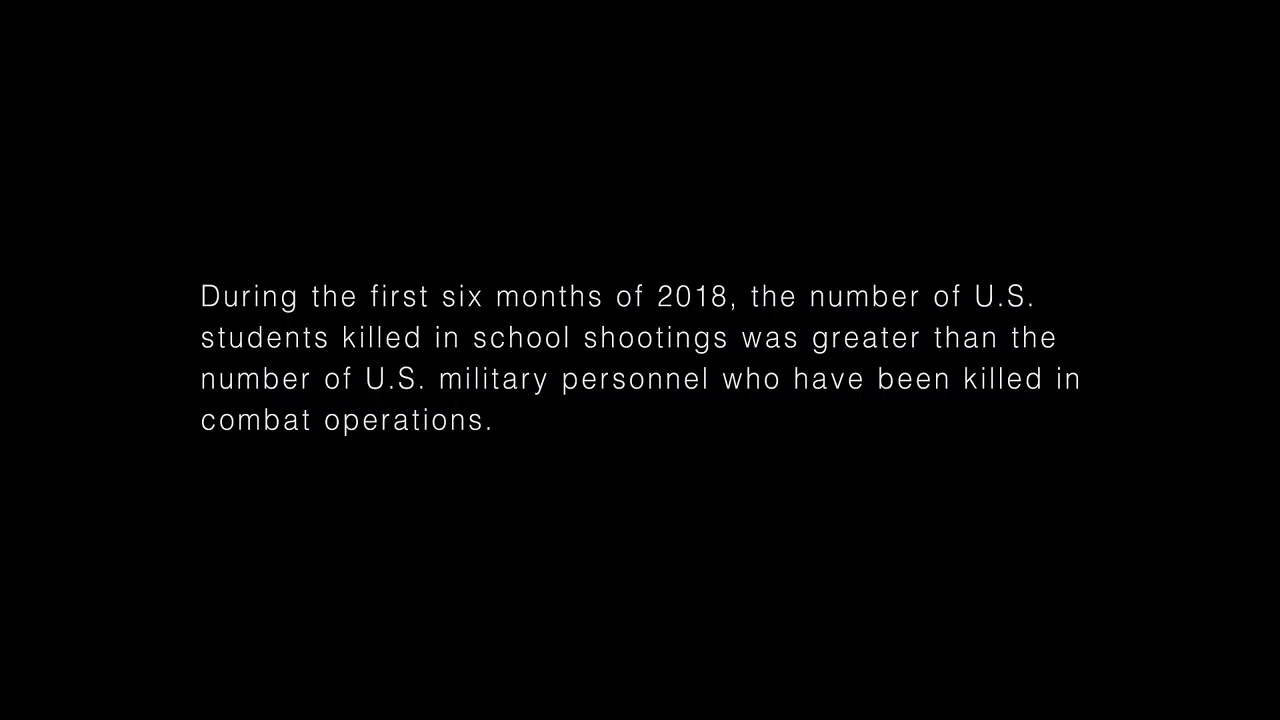 During the first six months of 2018, the number of U.S.
students killed in school shootings was greater than the
number of U.S. military personnel who have been killed in
combat operations.